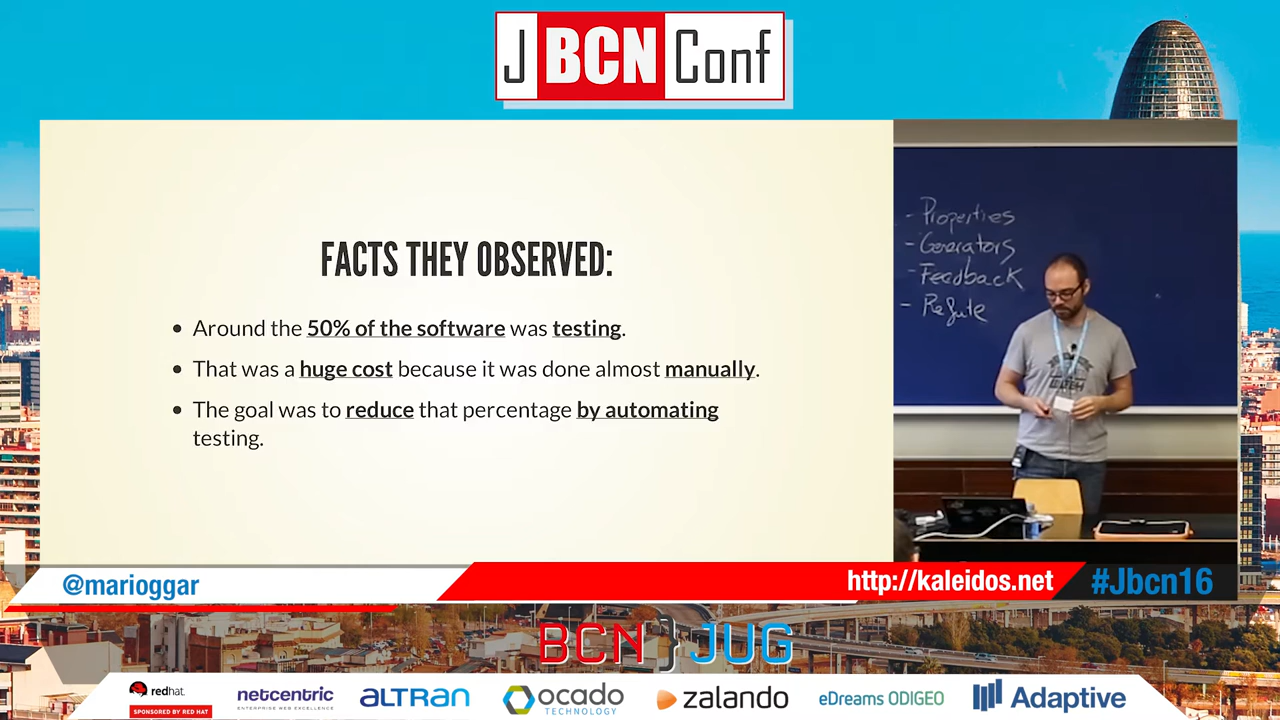 J BCN Conf
- Properties
- Generators
- Feedback
- Refute
FACTS THEY OBSERVED:
• Around the 50% of the software was testing.
• That was a huge cost because it was done almost manually.
• The goal was to reduce that percentage by automating
testing.
@marioggar
http://kaleidos.net
#Jbcn16
BCN JUG
redhat.
SPONSORED BY RED HAT
netcentric
ENTERPRISE WEB EXCELLENCE
ALTRAN
ocado
TECHNOLOGY
zalando
eDreams ODIGEO
Adaptive